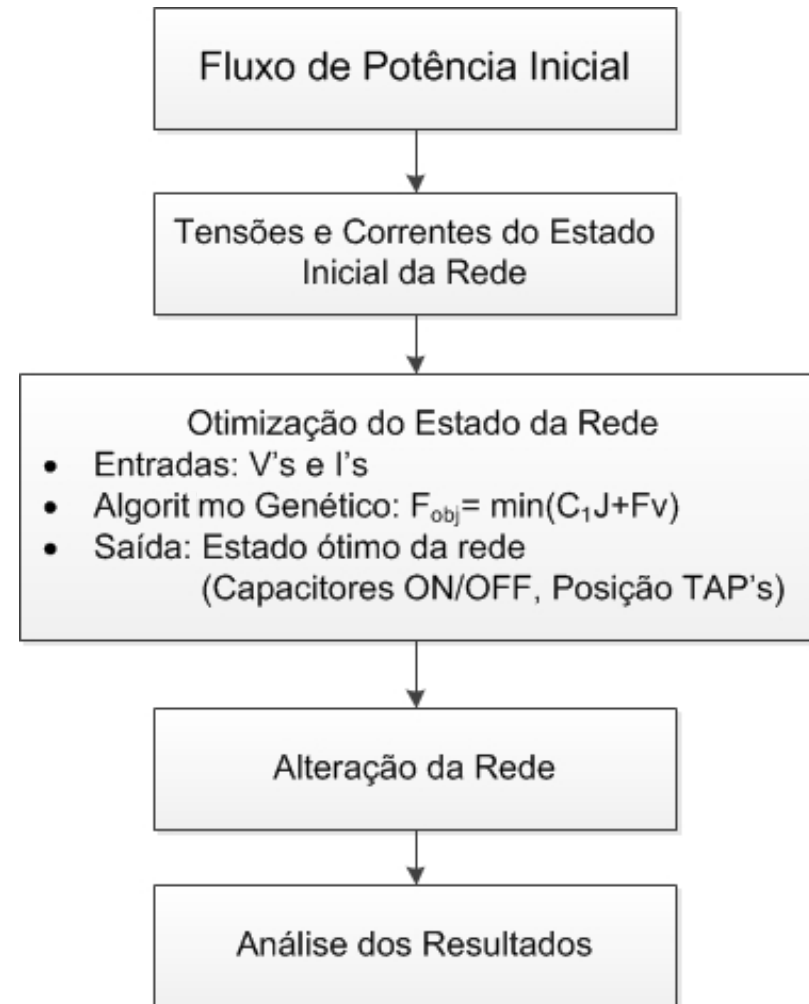 Fluxo de Potência Inicial
Tensões e Correntes do Estado
Inicial da Rede
Otimização do Estado da Rede
• Entradas: V's e I's
• Algorit mo Genético: F_obj= min(C₁J+Fv)
• Saída: Estado ótimo da rede
(Capacitores ON/OFF, Posição TAP's)
Alteração da Rede
Análise dos Resultados